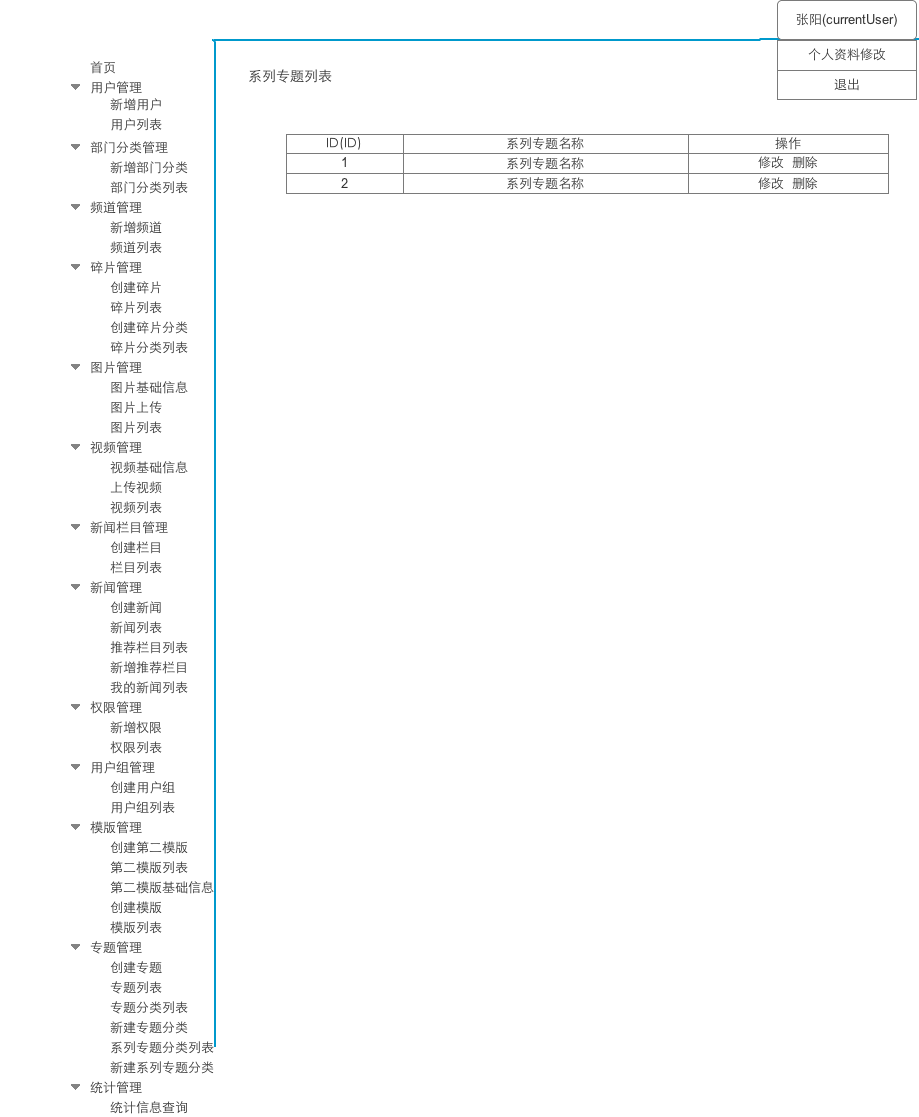 张阳(currentUser)
个人资料修改
退出
首页
用户管理
新增用户
用户列表
部门分类管理
新增部门分类
部门分类列表
频道管理
新增频道
频道列表
碎片管理
创建碎片
碎片列表
创建碎片分类
碎片分类列表
图片管理
图片基础信息
图片上传
图片列表
视频管理
视频基础信息
上传视频
视频列表
新闻栏目管理
创建栏目
栏目列表
新闻管理
创建新闻
新闻列表
推荐栏目列表
新增推荐栏目
我的新闻列表
权限管理
新增权限
权限列表
用户组管理
创建用户组
用户组列表
模版管理
创建第二模版
第二模版列表
第二模版基础信息
创建模版
模版列表
专题管理
创建专题
专题列表
专题分类列表
新建专题分类
系列专题分类列表
新建系列专题分类
统计管理
统计信息查询
系列专题列表
ID(ID) 系列专题名称 操作
1 系列专题名称 修改 删除
2 系列专题名称 修改 删除